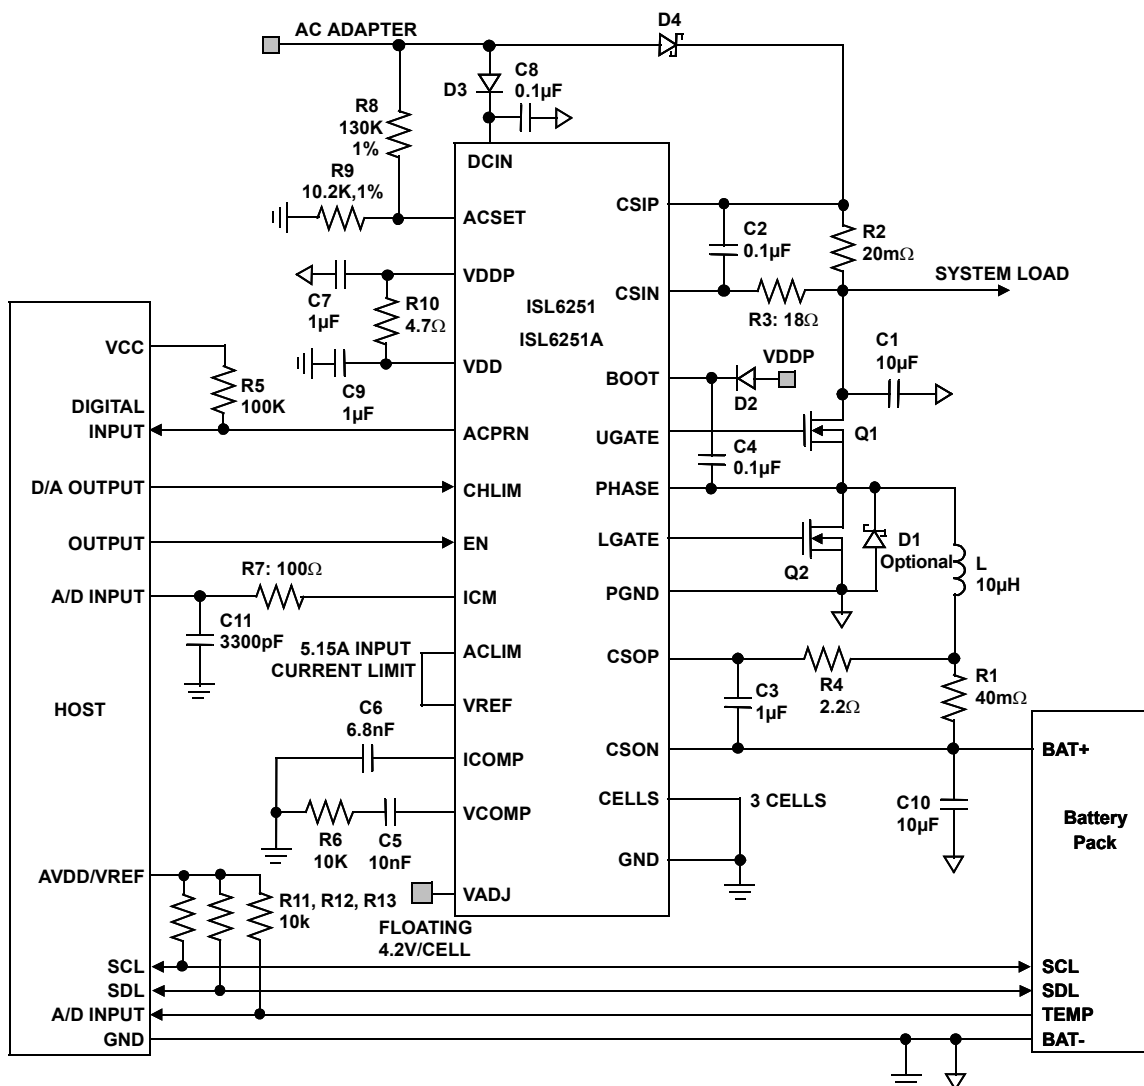 AC ADAPTER
D4
D3
C8
0.1µF
R8
130K
1%
R9
10.2K,1%
DCIN
ACSET
CSIP
C2
0.1µF
R2
20mΩ
SYSTEM LOAD
CSIN
R3: 18Ω
VDDP
C7
1µF
R10
4.7Ω
ISL6251
ISL6251A
VDD
C9
1µF
VCC
R5
100K
DIGITAL
INPUT
ACPRN
BOOT
VDDP
D2
C1
10µF
UGATE
Q1
C4
0.1µF
D/A OUTPUT
CHLIM
PHASE
OUTPUT
EN
LGATE
Q2
D1
Optional
L
10µH
A/D INPUT
R7: 100Ω
ICM
PGND
C11
3300pF
5.15A INPUT
CURRENT LIMIT
ACLIM
VREF
CSOP
R4
2.2Ω
C3
1µF
R1
40mΩ
HOST
C6
6.8nF
ICOMP
CSON
BAT+
VCOMP
R6
10K
C5
10nF
CELLS
3 CELLS
C10
10µF
Battery
Pack
GND
AVDD/VREF
R11, R12, R13
10k
VADJ
FLOATING
4.2V/CELL
SCL
SCL
SDL
SDL
A/D INPUT
TEMP
GND
BAT-